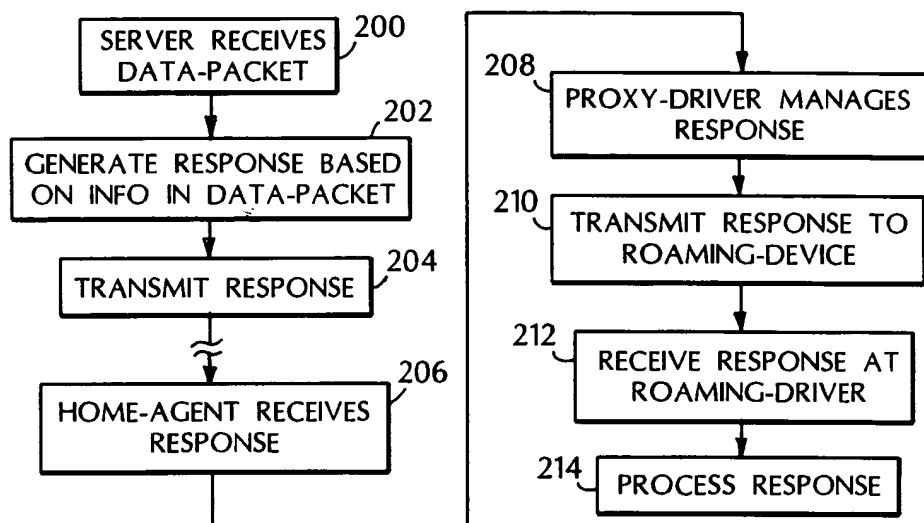 200
SERVER RECEIVES
DATA-PACKET
202
GENERATE RESPONSE BASED
ON INFO IN DATA-PACKET
204
TRANSMIT RESPONSE
206
HOME-AGENT RECEIVES
RESPONSE
208
PROXY-DRIVER MANAGES
RESPONSE
210
TRANSMIT RESPONSE TO
ROAMING-DEVICE
212
RECEIVE RESPONSE AT
ROAMING-DRIVER
214
PROCESS RESPONSE